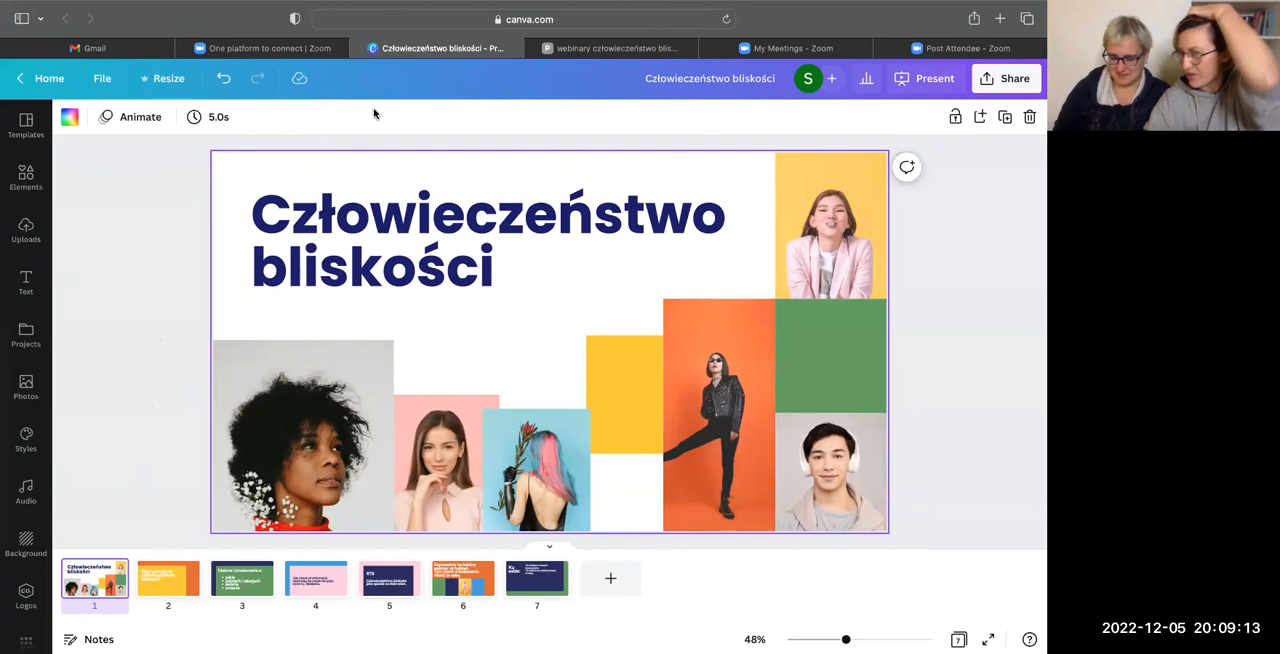 canva.com
Gmail
One platform to connect | Zoom
Człowieczeństwo bliskości - Pr...
webinary człowieczeństwo blis...
My Meetings - Zoom
Post Attendee - Zoom
Home
File
Resize
Człowieczeństwo bliskości
S
Present
Share
Animate
5.0s
Templates
Elements
Uploads
Text
Projects
Photos
Styles
Audio
Background
Logos
Człowieczeństwo
bliskości
Człowieczeństwo
bliskości
1
2
3
4
5
6
7
Notes
48%
7
2022-12-05 20:09:13